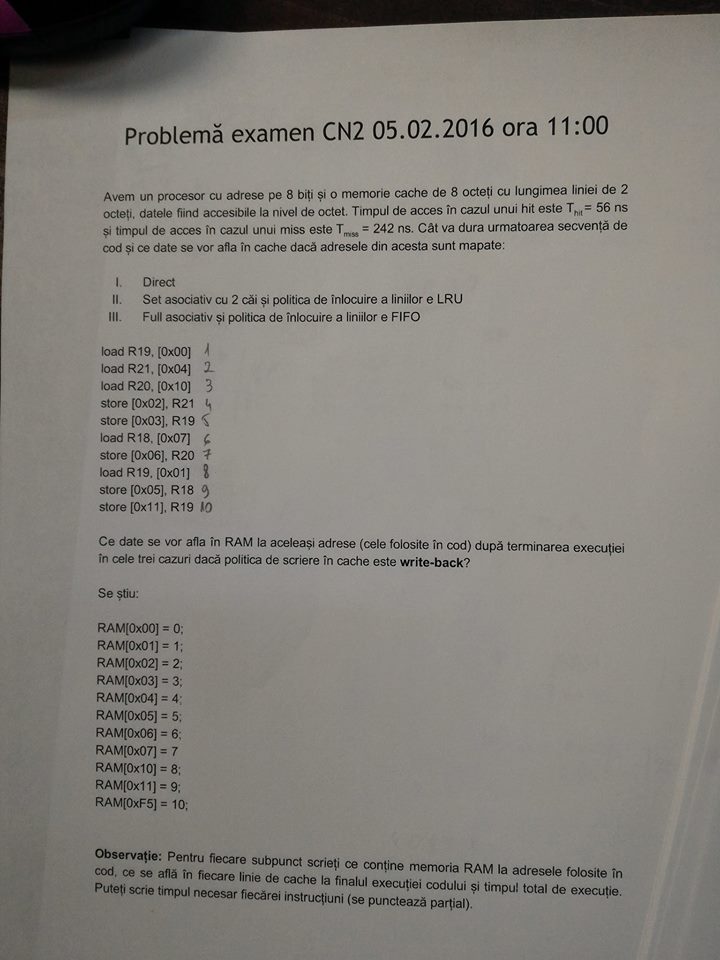 Problemă examen CN2 05.02.2016 ora 11:00
Avem un procesor cu adrese pe 8 biți și o memorie cache de 8 octeți cu lungimea liniei de 2
octeți, datele fiind accesibile la nivel de octet. Timpul de acces în cazul unui hit este Thit = 56 ns
și timpul de acces în cazul unui miss este Tmiss = 242 ns. Cât va dura urmatoarea secvență de
cod și ce date se vor afla în cache dacă adresele din acesta sunt mapate:
I. Direct
II. Set asociativ cu 2 căi și politica de înlocuire a liniilor e LRU
III. Full asociativ și politica de înlocuire a liniilor e FIFO
load R19, [0x00] 1
load R21, [0x04] 2
load R20, [0x10] 3
store [0x02], R21 4
store [0x03], R19 5
load R18, [0x07] 6
store [0x06], R20 7
load R19, [0x01] 8
store [0x05], R18 9
store [0x11], R19 10
Ce date se vor afla în RAM la aceleași adrese (cele folosite în cod) după terminarea execuției
în cele trei cazuri dacă politica de scriere în cache este write-back?
Se știu:
RAM[0x00] = 0;
RAM[0x01] = 1;
RAM[0x02] = 2;
RAM[0x03] = 3;
RAM[0x04] = 4;
RAM[0x05] = 5;
RAM[0x06] = 6;
RAM[0x07] = 7
RAM[0x10] = 8;
RAM[0x11] = 9;
RAM[0xF5] = 10;
Observație: Pentru fiecare subpunct scrieți ce conține memoria RAM la adresele folosite în
cod, ce se află în fiecare linie de cache la finalul execuției codului și timpul total de execuție.
Puteți scrie timpul necesar fiecărei instrucțiuni (se punctează parțial).